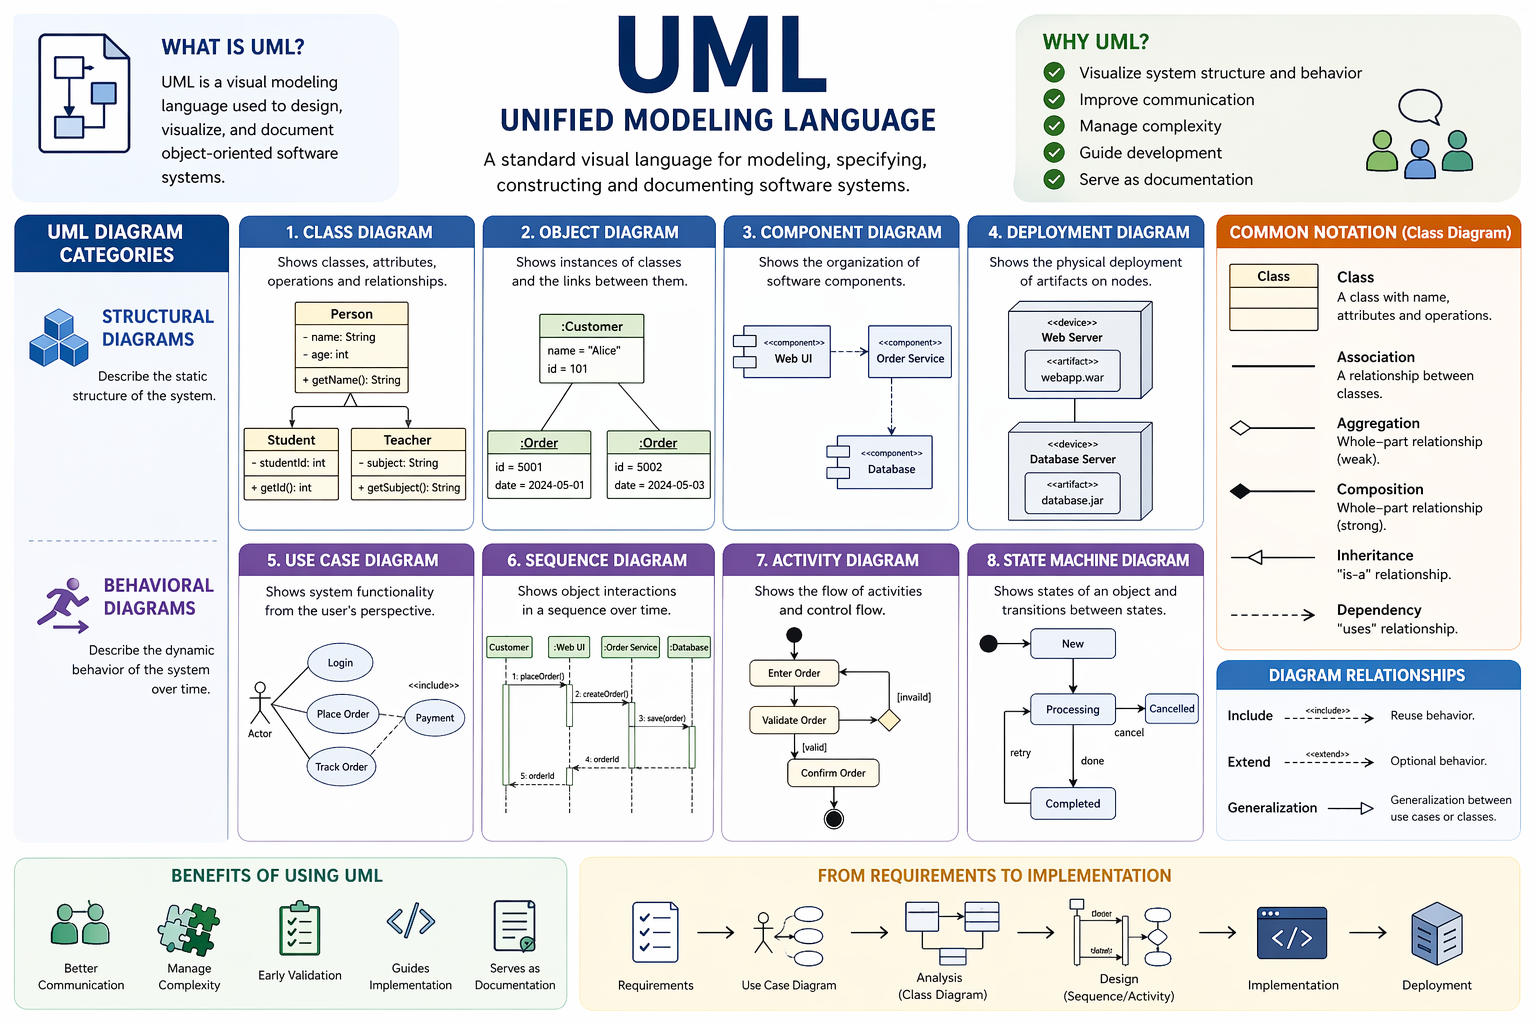 WHAT IS UML?
UML is a visual modeling
language used to design,
visualize, and document
object-oriented software
systems.
UML
UNIFIED MODELING LANGUAGE
A standard visual language for modeling, specifying,
constructing and documenting software systems.
WHY UML?
Visualize system structure and behavior
Improve communication
Manage complexity
Guide development
Serve as documentation
UML DIAGRAM
CATEGORIES
STRUCTURAL
DIAGRAMS
Describe the static
structure of the system.
BEHAVIORAL
DIAGRAMS
Describe the dynamic
behavior of the system
over time.
1. CLASS DIAGRAM
Shows classes, attributes,
operations and relationships.
Person
- name: String
- age: int
+ getName(): String
Student
- studentId: int
+ getId(): int
Teacher
- subject: String
+ getSubject(): String
2. OBJECT DIAGRAM
Shows instances of classes
and the links between them.
:Customer
name = "Alice"
id = 101
:Order
id = 5001
date = 2024-05-01
:Order
id = 5002
date = 2024-05-03
3. COMPONENT DIAGRAM
Shows the organization of
software components.
<<component>>
Web UI
<<component>>
Order Service
<<component>>
Database
4. DEPLOYMENT DIAGRAM
Shows the physical deployment
of artifacts on nodes.
<<device>>
Web Server
<<artifact>>
webapp.war
<<device>>
Database Server
<<artifact>>
database.jar
5. USE CASE DIAGRAM
Shows system functionality
from the user's perspective.
Login
<<include>>
Place Order
Payment
Actor
Track Order
6. SEQUENCE DIAGRAM
Shows object interactions
in a sequence over time.
Customer
:Web UI
:Order Service
:Database
1: placeOrder()
2: createOrder()
3: save(order)
4: orderId
5: orderId
7. ACTIVITY DIAGRAM
Shows the flow of activities
and control flow.
Enter Order
[invaild]
Validate Order
[valid]
Confirm Order
8. STATE MACHINE DIAGRAM
Shows states of an object and
transitions between states.
New
Processing
Cancelled
cancel
retry
done
Completed
COMMON NOTATION (Class Diagram)
Class
Class
A class with name,
attributes and operations.
Association
A relationship between
classes.
Aggregation
Whole–part relationship
(weak).
Composition
Whole–part relationship
(strong).
Inheritance
"is-a" relationship.
Dependency
"uses" relationship.
DIAGRAM RELATIONSHIPS
Include
<<include>>
Reuse behavior.
Extend
<<extend>>
Optional behavior.
Generalization
Generalization between
use cases or classes.
BENEFITS OF USING UML
Better
Communication
Manage
Complexity
Early Validation
Guides
Implementation
Serves as
Documentation
FROM REQUIREMENTS TO IMPLEMENTATION
Requirements
Use Case Diagram
Analysis
(Class Diagram)
Design
(Sequence/Activity)
Implementation
Deployment